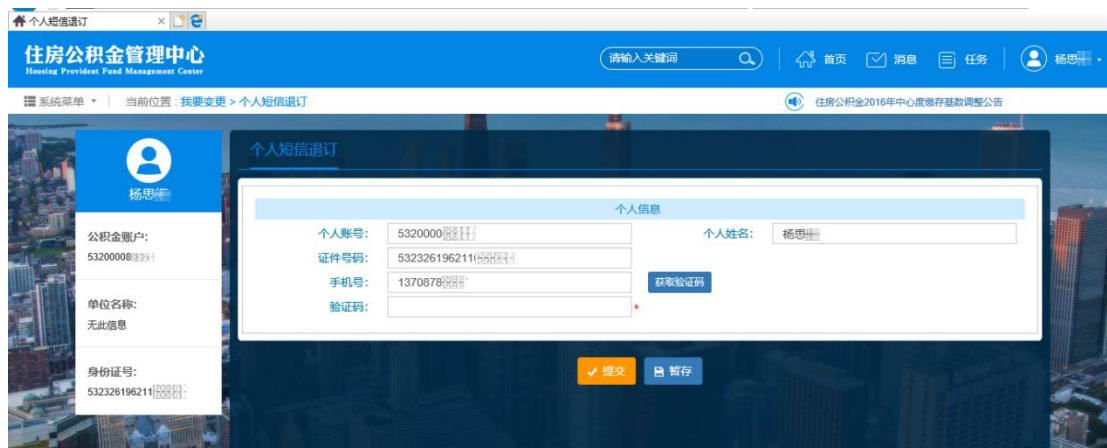 个人短信退订
住房公积金管理中心
Housing Provident Fund Management Center
请输入关键词
首页
消息
任务
杨思
系统菜单
当前位置 : 我要变更 > 个人短信退订
住房公积金2016年中心度缴存基数调整公告
杨思
公积金账户:
53200008
单位名称:
无此信息
身份证号:
532326196211
个人短信退订
个人信息
个人账号: 5320000
个人姓名: 杨思
证件号码: 532326196211
手机号: 1370878
获取验证码
验证码: *
提交
暂存